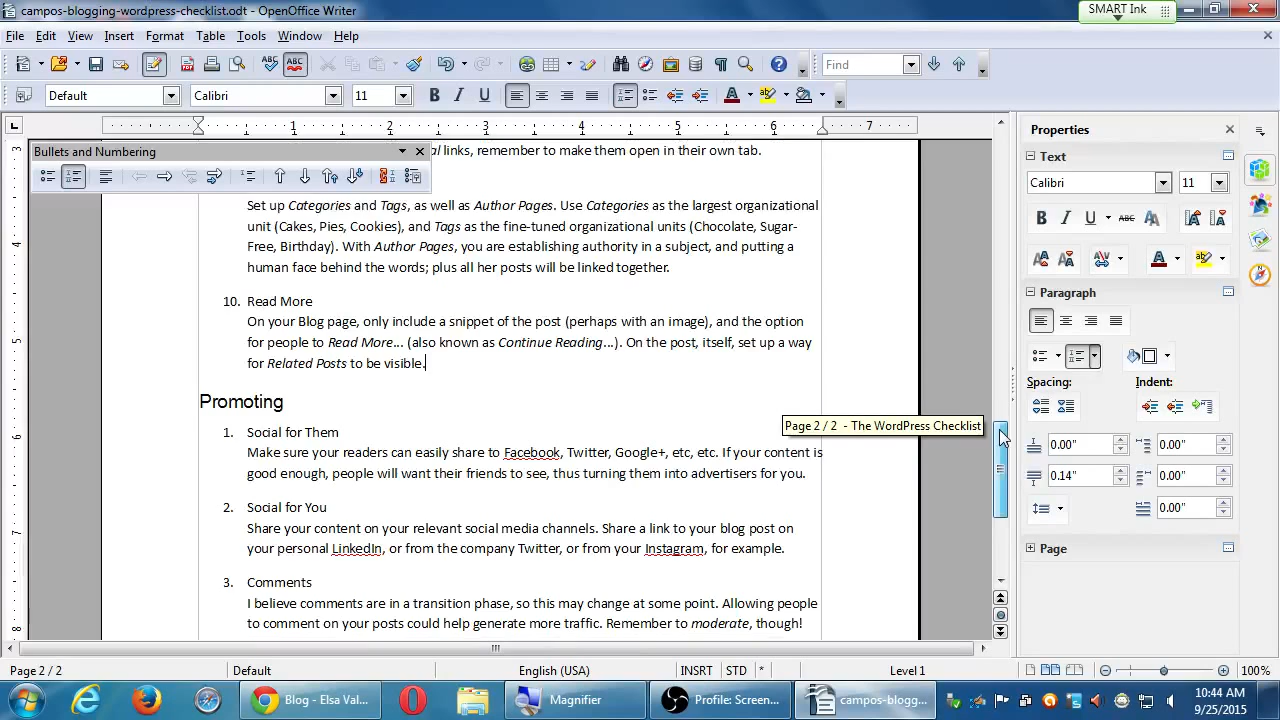 campos-blogging-wordpress-checklist.odt - OpenOffice Writer
SMART Ink
File Edit View Insert Format Table Tools Window Help
Find
Default Calibri 11
1 2 3 4 5 6 7
Bullets and Numbering
al links, remember to make them open in their own tab.
Set up Categories and Tags, as well as Author Pages. Use Categories as the largest organizational
unit (Cakes, Pies, Cookies), and Tags as the fine-tuned organizational units (Chocolate, Sugar-
Free, Birthday). With Author Pages, you are establishing authority in a subject, and putting a
human face behind the words; plus all her posts will be linked together.
10. Read More
On your Blog page, only include a snippet of the post (perhaps with an image), and the option
for people to Read More... (also known as Continue Reading...). On the post, itself, set up a way
for Related Posts to be visible.
Promoting
1. Social for Them
Make sure your readers can easily share to Facebook, Twitter, Google+, etc, etc. If your content is
good enough, people will want their friends to see, thus turning them into advertisers for you.
2. Social for You
Share your content on your relevant social media channels. Share a link to your blog post on
your personal LinkedIn, or from the company Twitter, or from your Instagram, for example.
3. Comments
I believe comments are in a transition phase, so this may change at some point. Allowing people
to comment on your posts could help generate more traffic. Remember to moderate, though!
3
4
5
6
7
8
Page 2 / 2 - The WordPress Checklist
Properties
Text
Calibri 11
Paragraph
Spacing: Indent:
0.00" 0.00"
0.14" 0.00"
0.00"
Page
Page 2 / 2 Default English (USA) INSRT STD * Level 1 100%
Blog - Elsa Val... Magnifier Profile: Screen... campos-blogg...
10:44 AM
9/25/2015